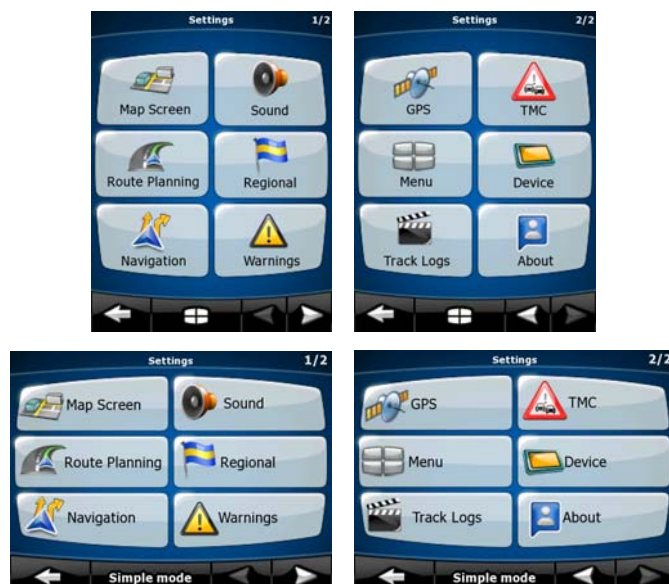 Settings 1/2
Map Screen Sound
Route Planning Regional
Navigation Warnings
Settings 2/2
GPS TMC
Menu Device
Track Logs About
Settings 1/2
Map Screen Sound
Route Planning Regional
Navigation Warnings
Simple mode
Settings 2/2
GPS TMC
Menu Device
Track Logs About
Simple mode